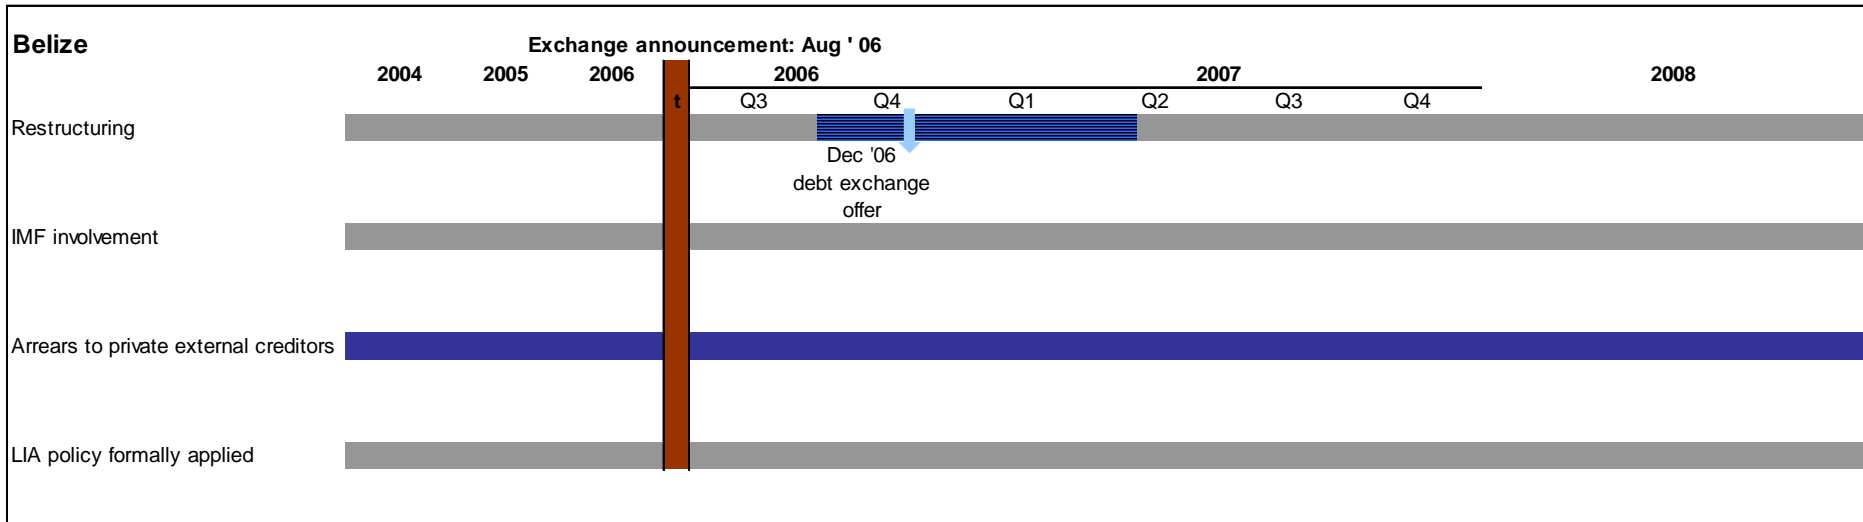 Belize
Exchange announcement: Aug ' 06
2004 2005 2006 2006 2007 2008
t Q3 Q4 Q1 Q2 Q3 Q4
Restructuring
Dec '06
debt exchange
offer
IMF involvement
Arrears to private external creditors
LIA policy formally applied